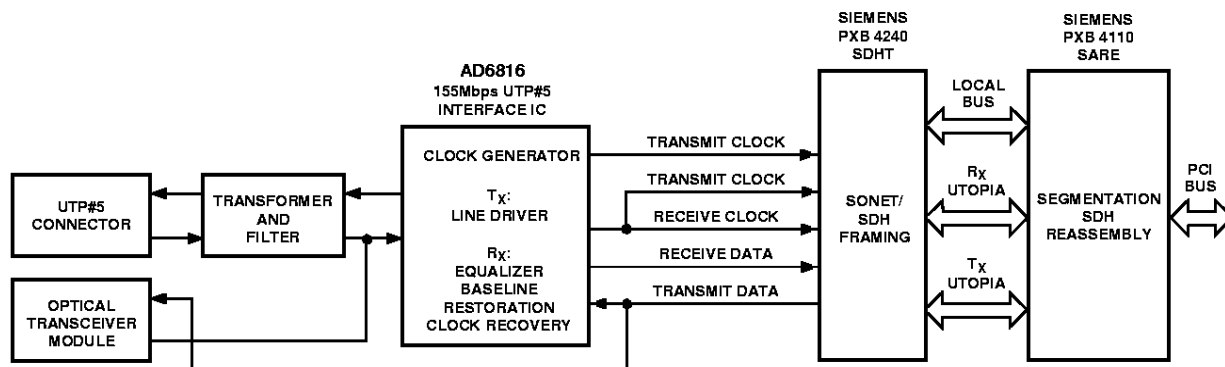 SIEMENS
PXB 4240
SDHT
SIEMENS
PXB 4110
SARE
AD6816
155Mbps UTP#5
INTERFACE IC
LOCAL
BUS
CLOCK GENERATOR
TRANSMIT CLOCK
TRANSMIT CLOCK
RX
UTOPIA
PCI
BUS
UTP#5
CONNECTOR
TRANSFORMER
AND
FILTER
TX:
LINE DRIVER
RECEIVE CLOCK
SONET/
SDH
FRAMING
SEGMENTATION
SDH
REASSEMBLY
RX:
EQUALIZER
BASELINE
RESTORATION
CLOCK RECOVERY
RECEIVE DATA
TRANSMIT DATA
TX
UTOPIA
OPTICAL
TRANSCEIVER
MODULE